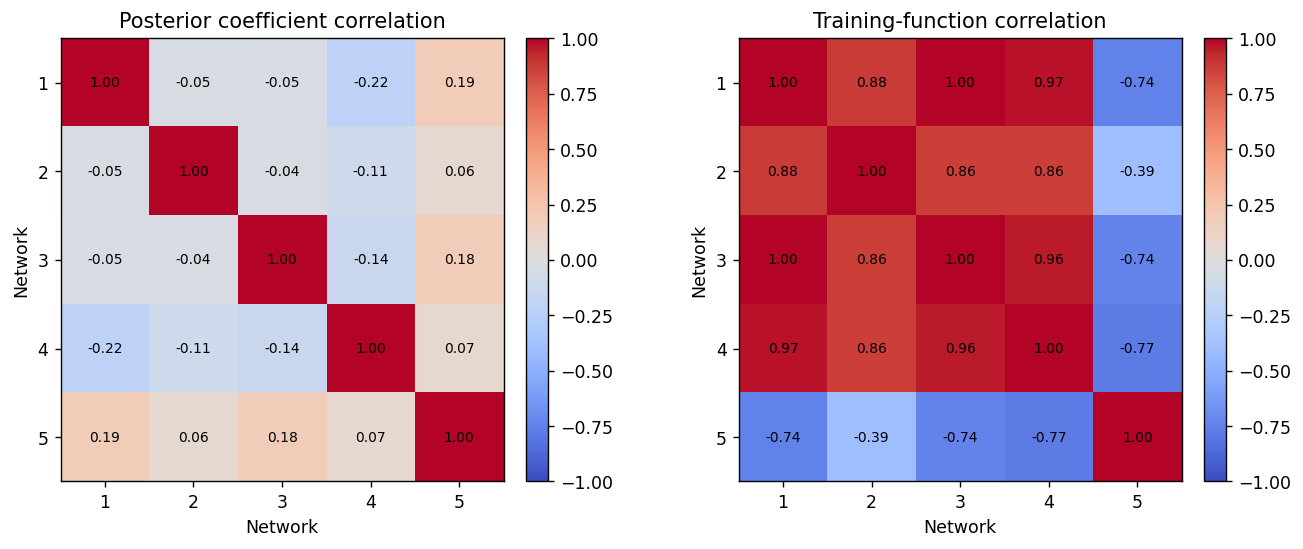 Posterior coefficient correlation
1.00 -0.05 -0.05 -0.22 0.19
-0.05 1.00 -0.04 -0.11 0.06
-0.05 -0.04 1.00 -0.14 0.18
-0.22 -0.11 -0.14 1.00 0.07
0.19 0.06 0.18 0.07 1.00
1
2
3
4
5
Network
1 2 3 4 5
Network
1.00
0.75
0.50
0.25
0.00
−0.25
−0.50
−0.75
−1.00
Training-function correlation
1.00 0.88 1.00 0.97 -0.74
0.88 1.00 0.86 0.86 -0.39
1.00 0.86 1.00 0.96 -0.74
0.97 0.86 0.96 1.00 -0.77
-0.74 -0.39 -0.74 -0.77 1.00
1
2
3
4
5
Network
1 2 3 4 5
Network
1.00
0.75
0.50
0.25
0.00
−0.25
−0.50
−0.75
−1.00